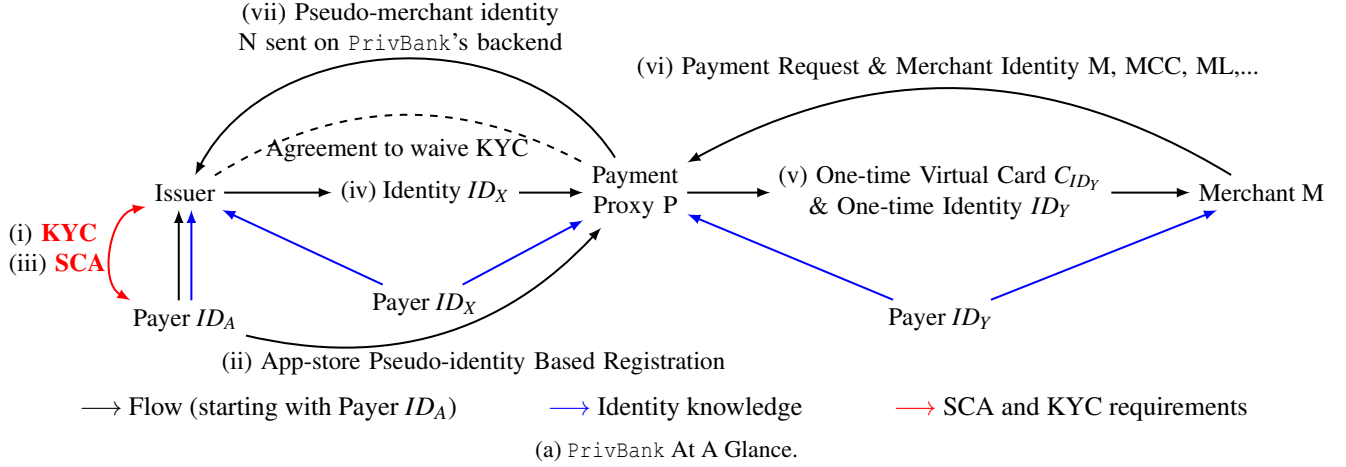 (vii) Pseudo-merchant identity
N sent on PrivBank's backend
(vi) Payment Request & Merchant Identity M, MCC, ML,...
Agreement to waive KYC
Issuer
(iv) Identity ID_X
Payment
Proxy P
(v) One-time Virtual Card C_{ID_Y}
& One-time Identity ID_Y
Merchant M
(i) KYC
(iii) SCA
Payer ID_A
Payer ID_X
Payer ID_Y
(ii) App-store Pseudo-identity Based Registration
Flow (starting with Payer ID_A)
Identity knowledge
SCA and KYC requirements
(a) PrivBank At A Glance.